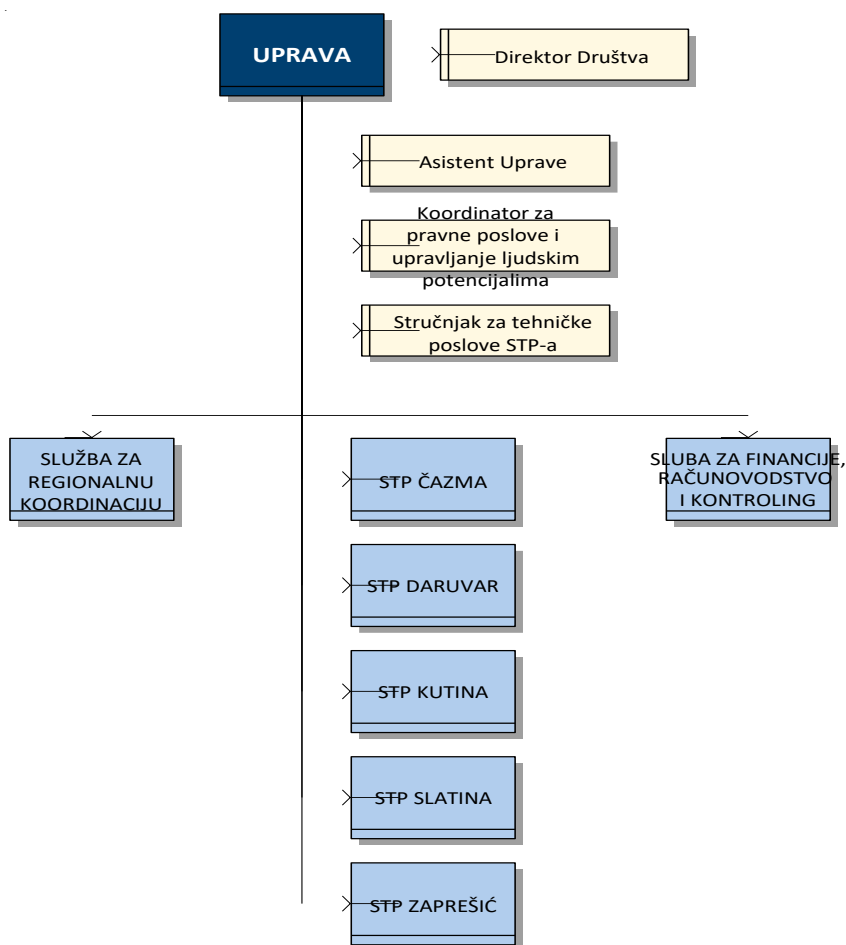 UPRAVA
Direktor Društva
Asistent Uprave
Koordinator za
pravne poslove i
upravljanje ljudskim
potencijalima
Stručnjak za tehničke
poslove STP-a
SLUŽBA ZA
REGIONALNU
KOORDINACIJU
STP ČAZMA
SLUBA ZA FINANCIJE,
RAČUNOVODSTVO
I KONTROLING
STP DARUVAR
STP KUTINA
STP SLATINA
STP ZAPREŠIĆ